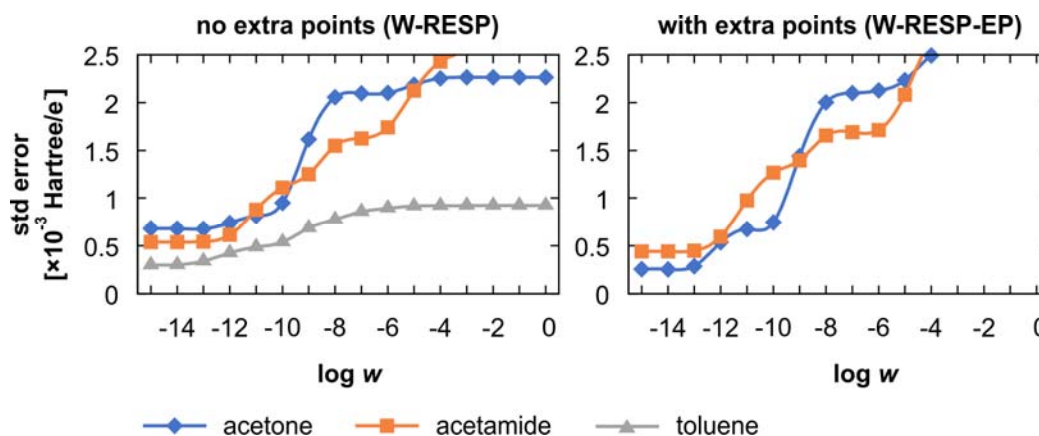 no extra points (W-RESP)
with extra points (W-RESP-EP)
std error
[×10⁻³ Hartree/e]
2.5
2
1.5
1
0.5
0
-14 -12 -10 -8 -6 -4 -2 0
log w
2.5
2
1.5
1
0.5
0
-14 -12 -10 -8 -6 -4 -2 0
log w
acetone acetamide toluene